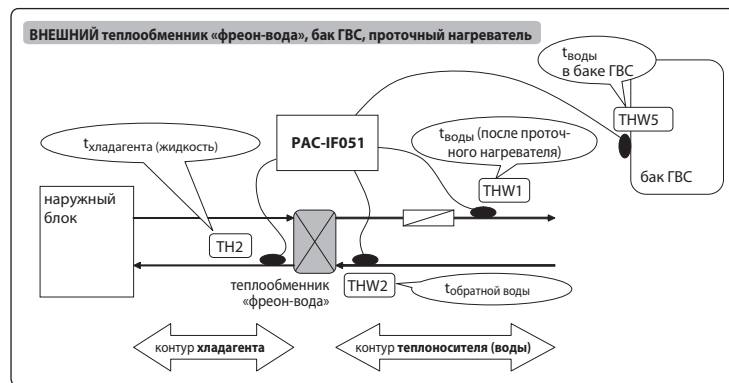 ВНЕШНИЙ теплообменник «фреон-вода», бак ГВС, проточный нагреватель
tводы
в баке ГВС
THW5
бак ГВС
PAC-IF051
tводы (после проточ-
ного нагревателя)
THW1
tхладагента (жидкость)
наружный
блок
TH2
теплообменник
«фреон-вода»
THW2
tобратной воды
контур хладагента
контур теплоносителя (воды)